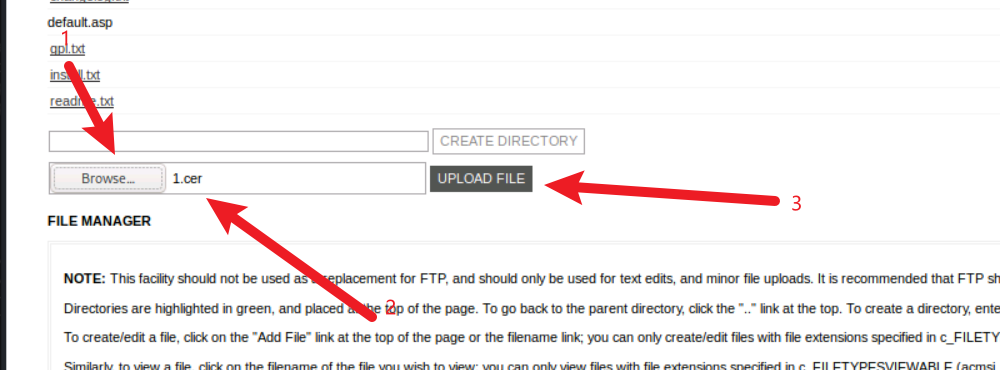 default.asp
1
gpl.txt
install.txt
readme.txt
CREATE DIRECTORY
Browse... 1.cer UPLOAD FILE
3
FILE MANAGER
NOTE: This facility should not be used as a replacement for FTP, and should only be used for text edits, and minor file uploads. It is recommended that FTP sh
2
Directories are highlighted in green, and placed at the top of the page. To go back to the parent directory, click the ".." link at the top. To create a directory, ente
To create/edit a file, click on the "Add File" link at the top of the page or the filename link; you can only create/edit files with file extensions specified in c_FILETY
Similarly, to view a file, click on the filename of the file you wish to view; you can only view files with file extensions specified in c_FILETYPESVIEWABLE (acmsi